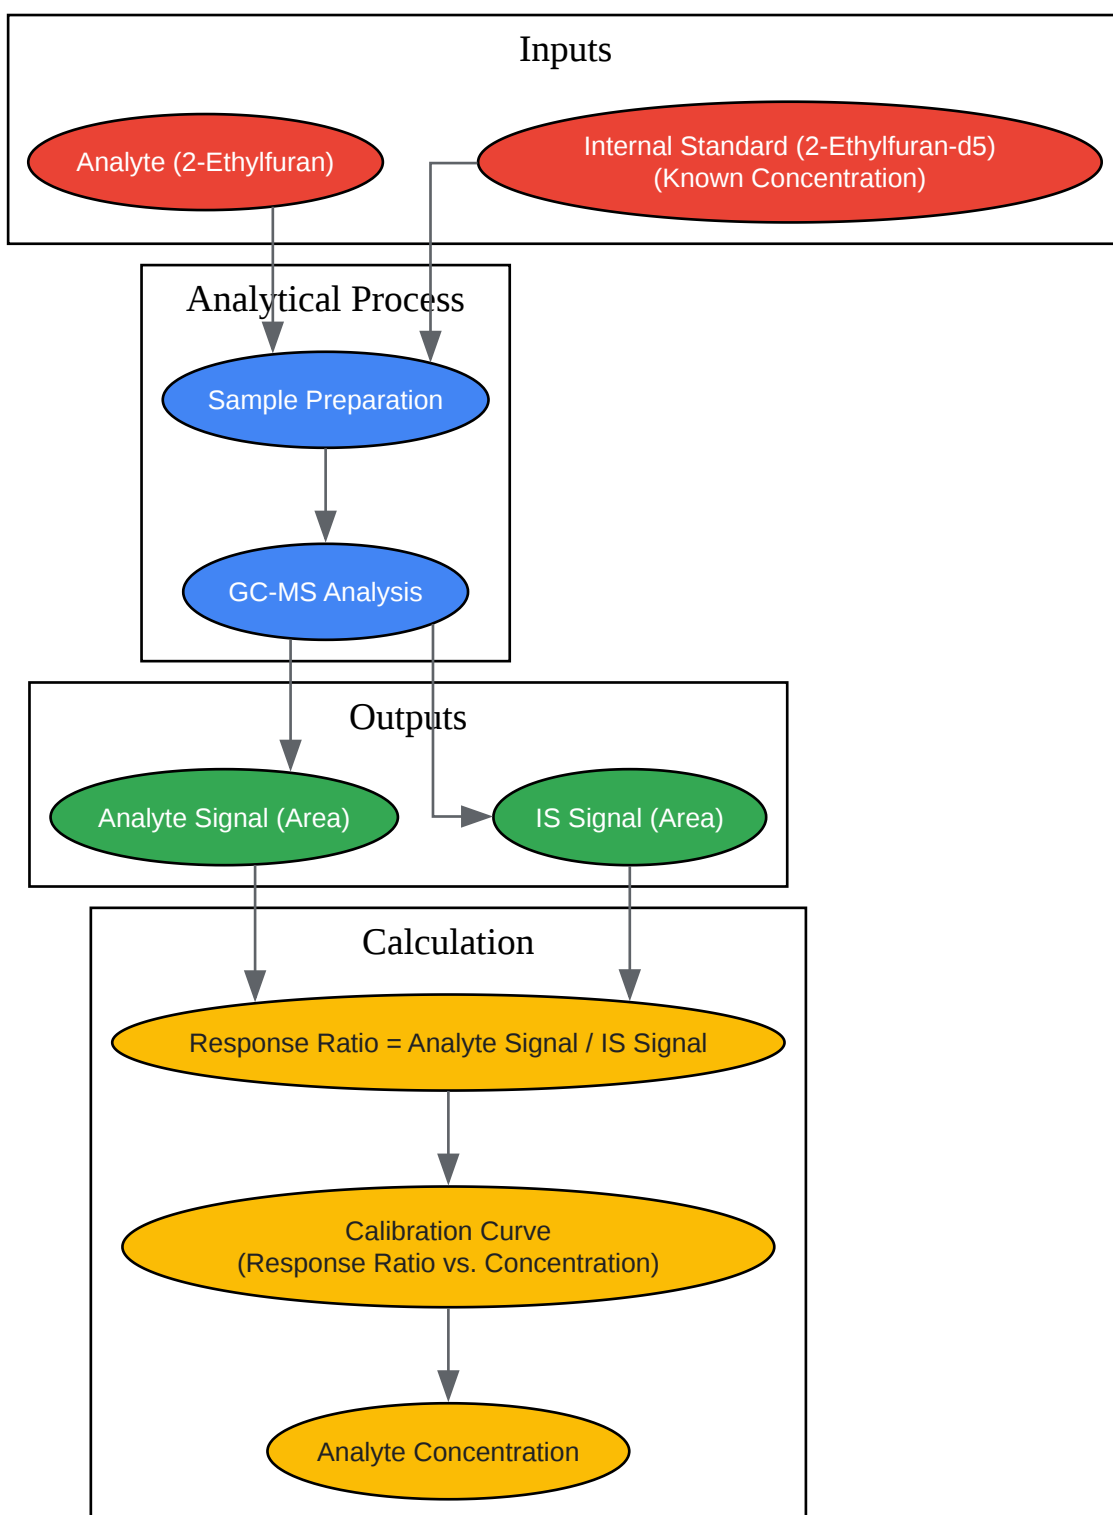 Inputs
Analyte (2-Ethylfuran)
Internal Standard (2-Ethylfuran-d5)
(Known Concentration)
Analytical Process
Sample Preparation
GC-MS Analysis
Outputs
Analyte Signal (Area)
IS Signal (Area)
Calculation
Response Ratio = Analyte Signal / IS Signal
Calibration Curve
(Response Ratio vs. Concentration)
Analyte Concentration